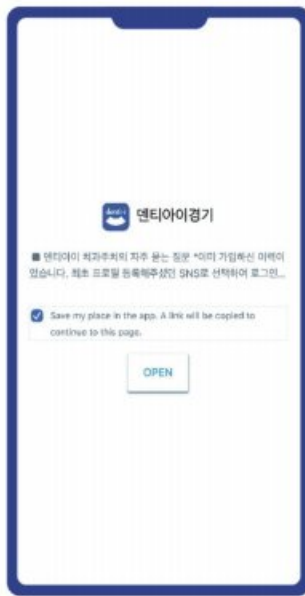 덴티아이경기
■ 덴티아이 치과주치의 자주 묻는 질문 *이미 가입하신 이력이
있습니다. 최초 프로필 등록해주셨던 SNS로 선택하여 로그인...
Save my place in the app. A link will be copied to
continue to this page.
OPEN